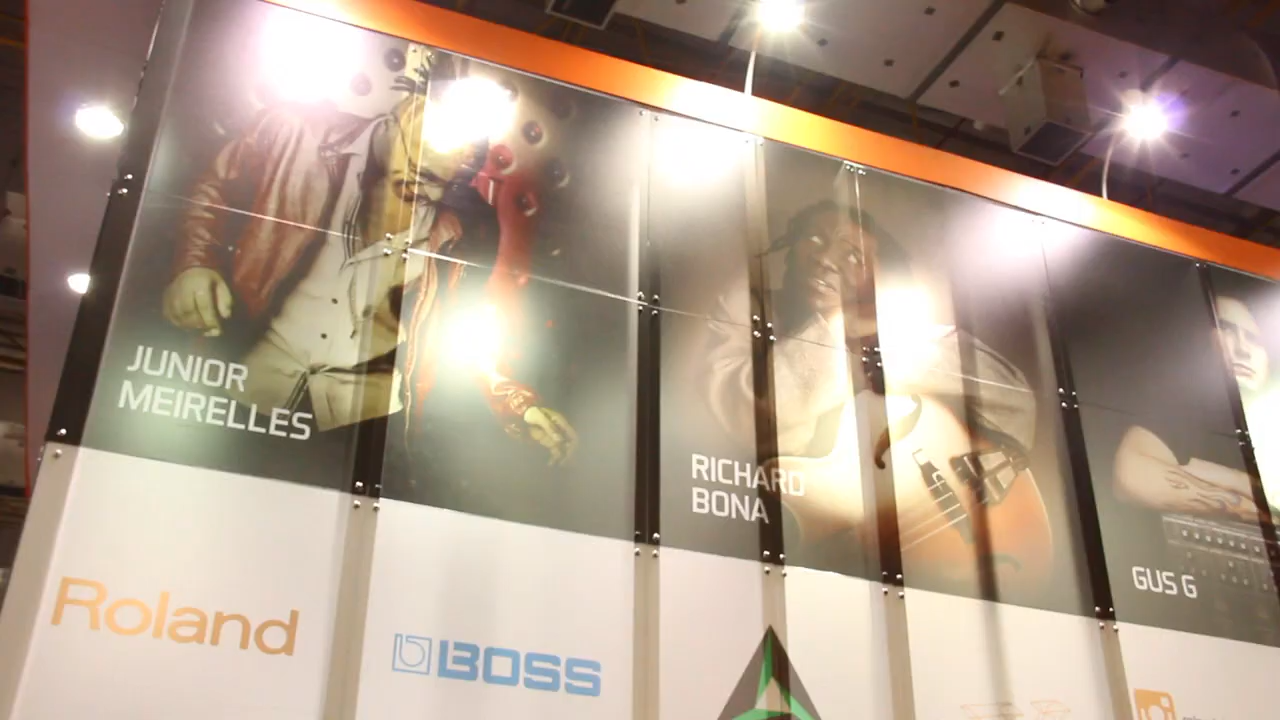 JUNIOR
MEIRELLES
RICHARD
BONA
GUS G
Roland
BOSS